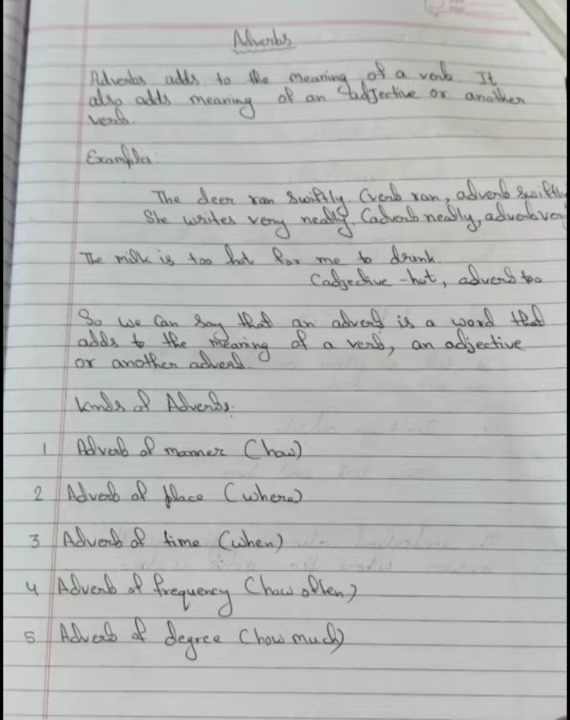 Adverbs
Adverbs adds to the meaning of a verb It
also adds meaning of an adjective or another
verb.
Example:
The deer ran swiftly. (verb ran, adverb swiftly
She writes very neatly. (adverb neatly, adverb very
The milk is too hot for me to drunk.
(adjective - hot, adverb too
So we can say that an adverb is a word that
adds to the meaning of a verb, an adjective
or another adverb.
Kinds of Adverbs:
1 Adverb of manner (how)
2 Adverb of place (where)
3 Adverb of time (when)
4 Adverb of frequency (how often)
5 Adverb of degree (how much)